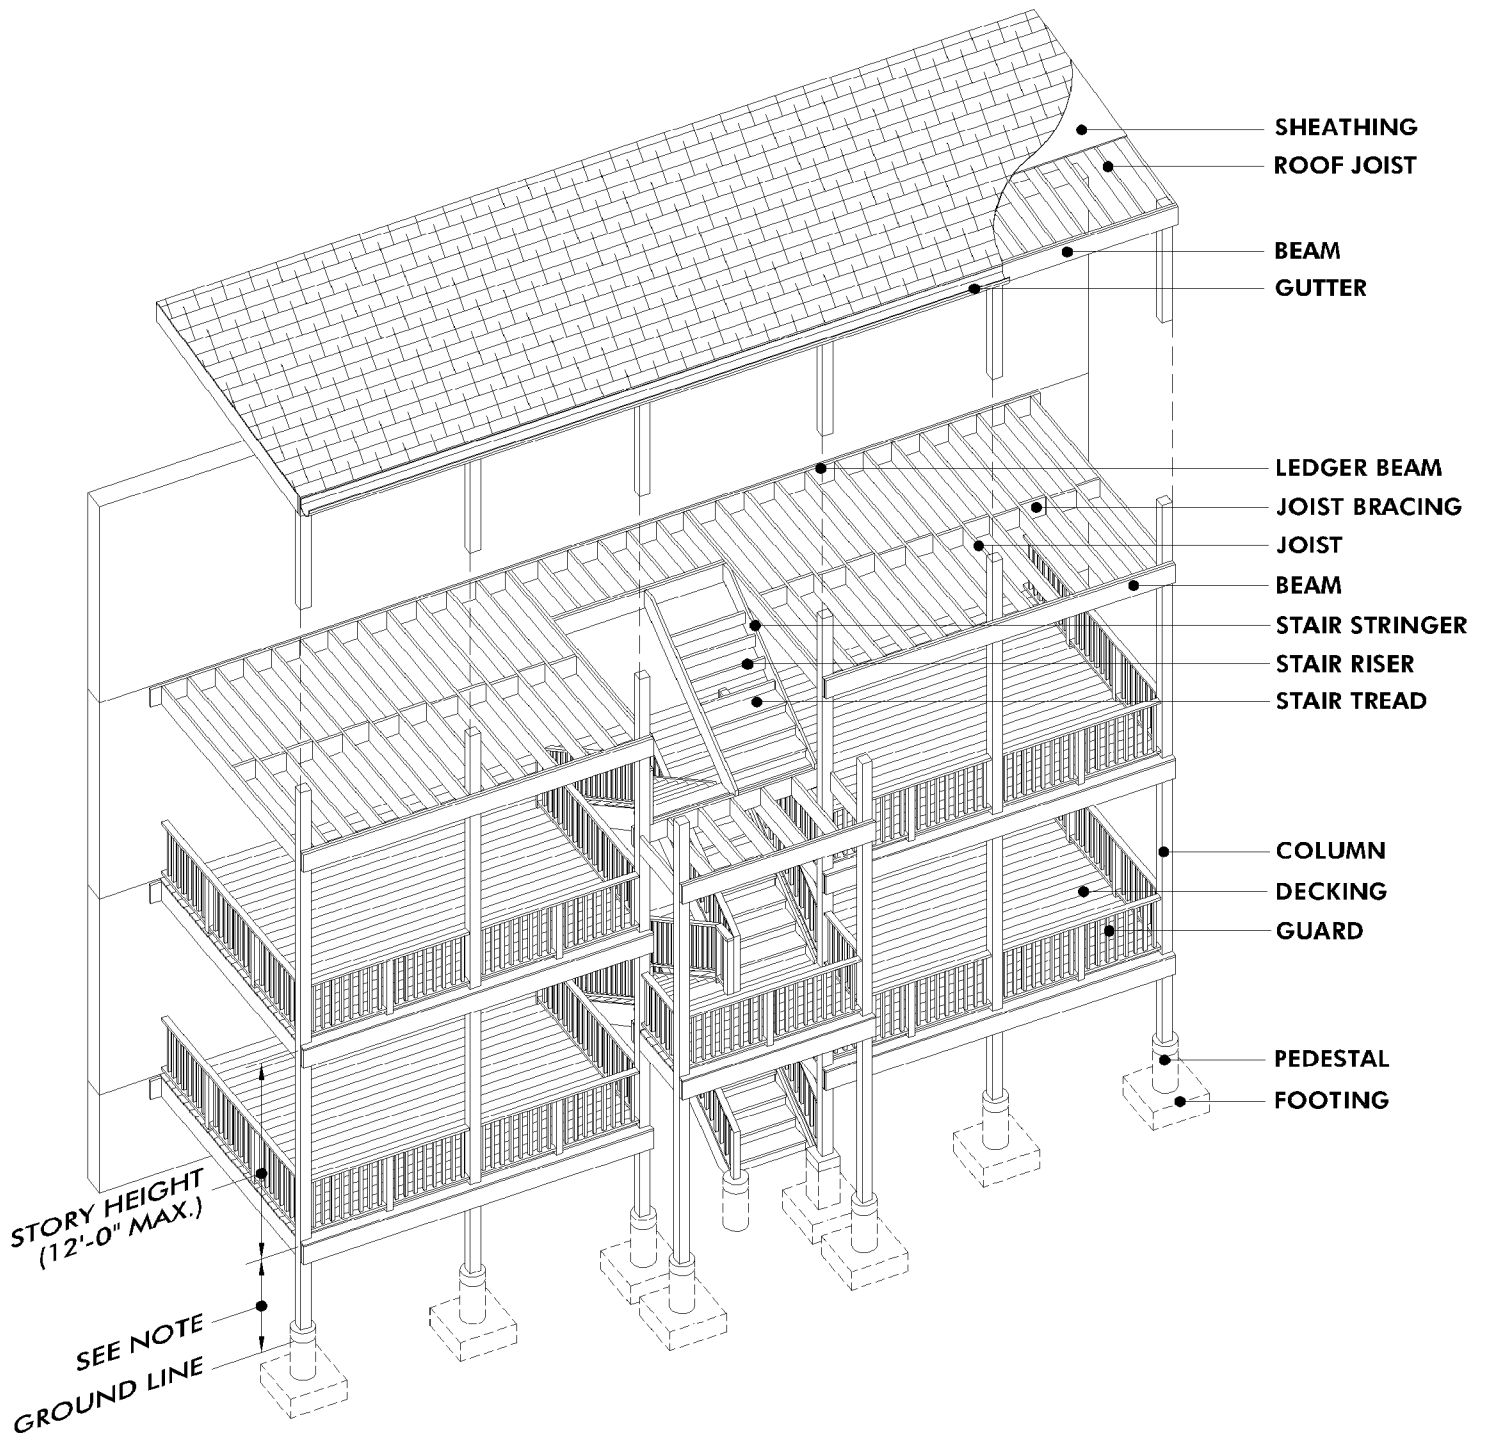 SHEATHING
ROOF JOIST
BEAM
GUTTER
LEDGER BEAM
JOIST BRACING
JOIST
BEAM
STAIR STRINGER
STAIR RISER
STAIR TREAD
COLUMN
DECKING
GUARD
PEDESTAL
FOOTING
STORY HEIGHT
(12'-0" MAX.)
SEE NOTE
GROUND LINE